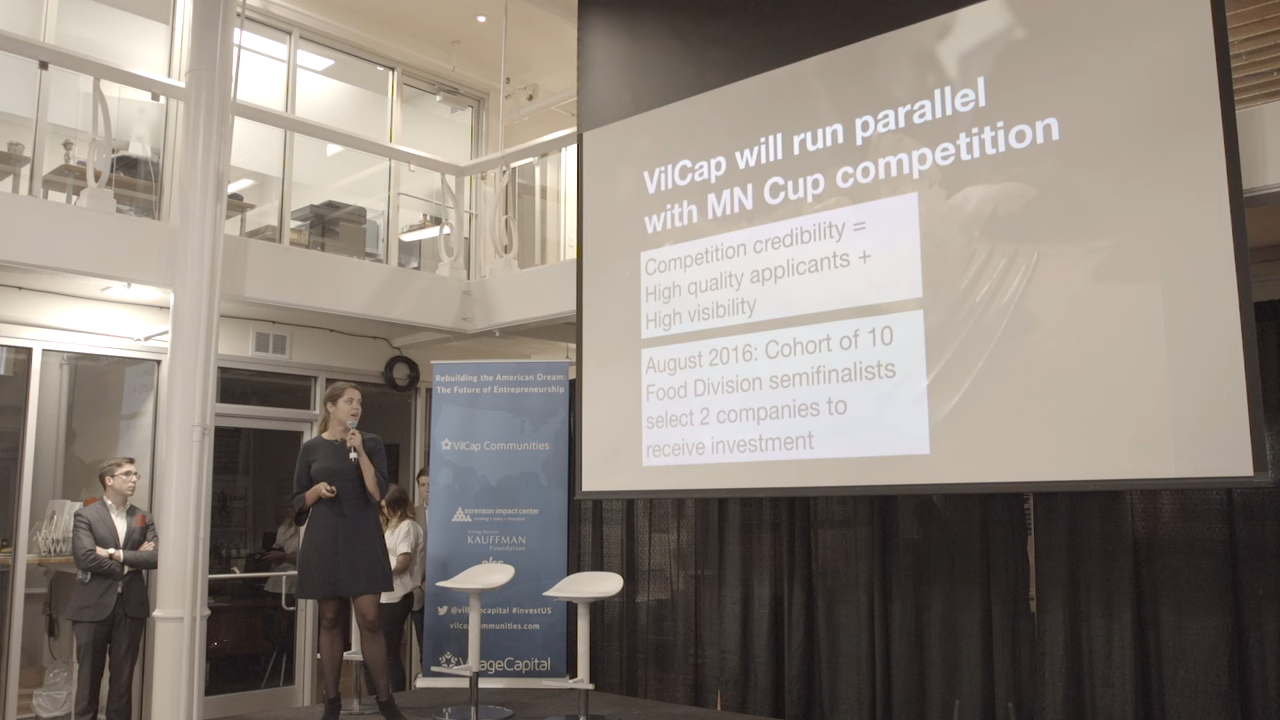 VilCap will run parallel
with MN Cup competition
Competition credibility =
High quality applicants +
High visibility
August 2016: Cohort of 10
Food Division semifinalists
select 2 companies to
receive investment
Rebuilding the American Dream:
The Future of Entrepreneurship
VilCap Communities
sorenson impact center
KAUFFMAN
Foundation
#investUS